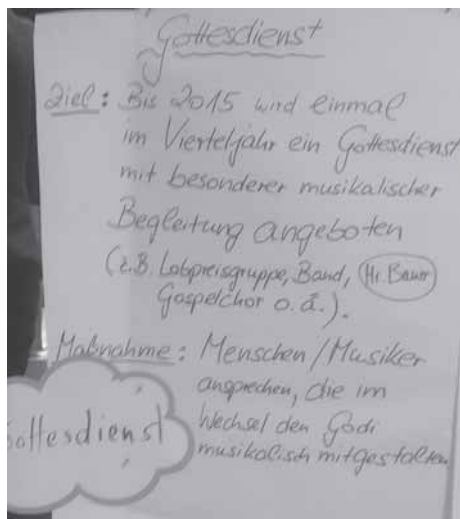 Gottesdienst
Ziel: Bis 2015 wird einmal
im Vierteljahr ein Gottesdienst
mit besonderer musikalischer
Begleitung angeboten
(z.B. Lobpreisgruppe, Band, Hr. Bauer
Gospelchor o.ä.).
Maßnahme: Menschen/Musiker
ansprechen, die im
Wechsel den Godi
musikalisch mitgestalten
Gottesdienst